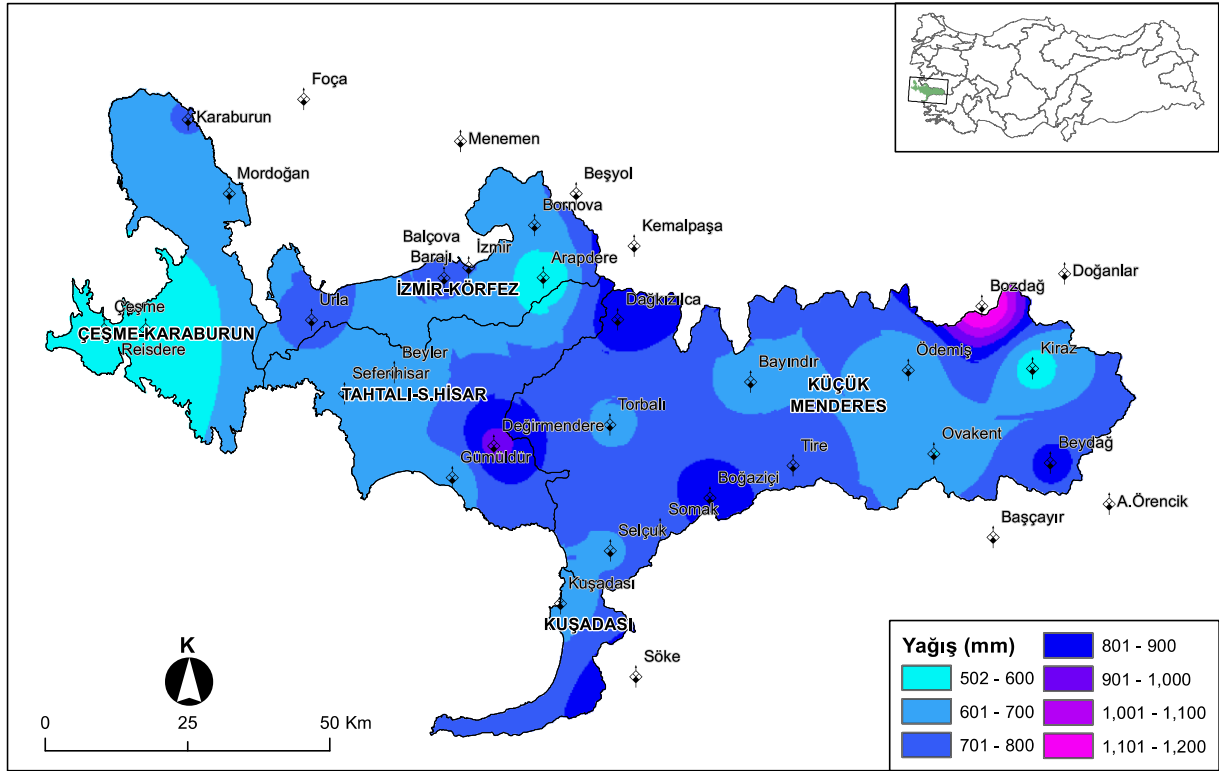 Foça
Karaburun
Menemen
Mordoğan
Beşyol
Bornova
Kemalpaşa
Balçova
Barajı
İzmir
Arapdere
Doğanlar
İZMİR-KÖRFEZ
Bozdağ
Çeşme
Urla
Dağkızılca
ÇEŞME-KARABURUN
Reisdere
Beyler
Seferihisar
TAHTALI-S.HİSAR
Bayındır
Ödemiş
Kiraz
KÜÇÜK
MENDERES
Torbalı
Değirmendere
Gümüldür
Tire
Ovakent
Beydağ
Boğaziçi
Somak
A.Örencik
Selçuk
Başçayır
Kuşadası
KUŞADASI
Söke
K
0 25 50 Km
Yağış (mm)
502 - 600
601 - 700
701 - 800
801 - 900
901 - 1,000
1,001 - 1,100
1,101 - 1,200